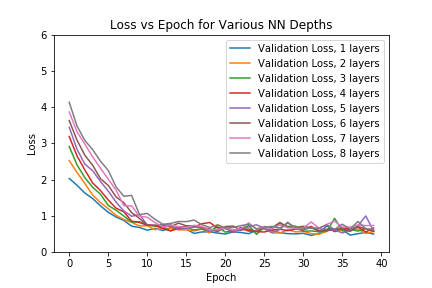 Loss vs Epoch for Various NN Depths
6
5
4
3
2
1
0
Loss
Validation Loss, 1 layers
Validation Loss, 2 layers
Validation Loss, 3 layers
Validation Loss, 4 layers
Validation Loss, 5 layers
Validation Loss, 6 layers
Validation Loss, 7 layers
Validation Loss, 8 layers
0 5 10 15 20 25 30 35 40
Epoch